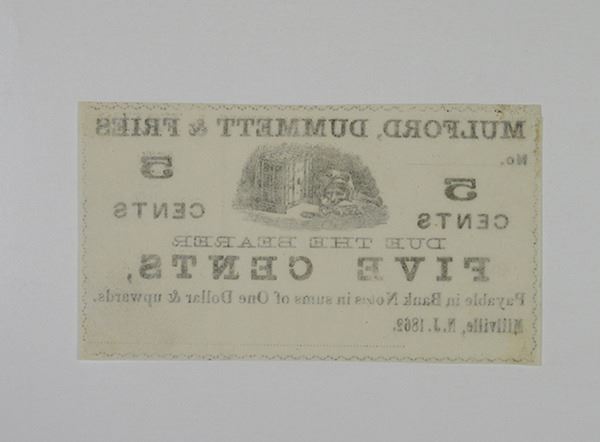 MULFORD, DUMMETT & FRIES
No.
5 5
CENTS CENTS
DUE THE BEARER
FIVE CENTS,
Payable in Bank Notes in sums of One Dollar & upwards.
Millville, N.J. 1862.